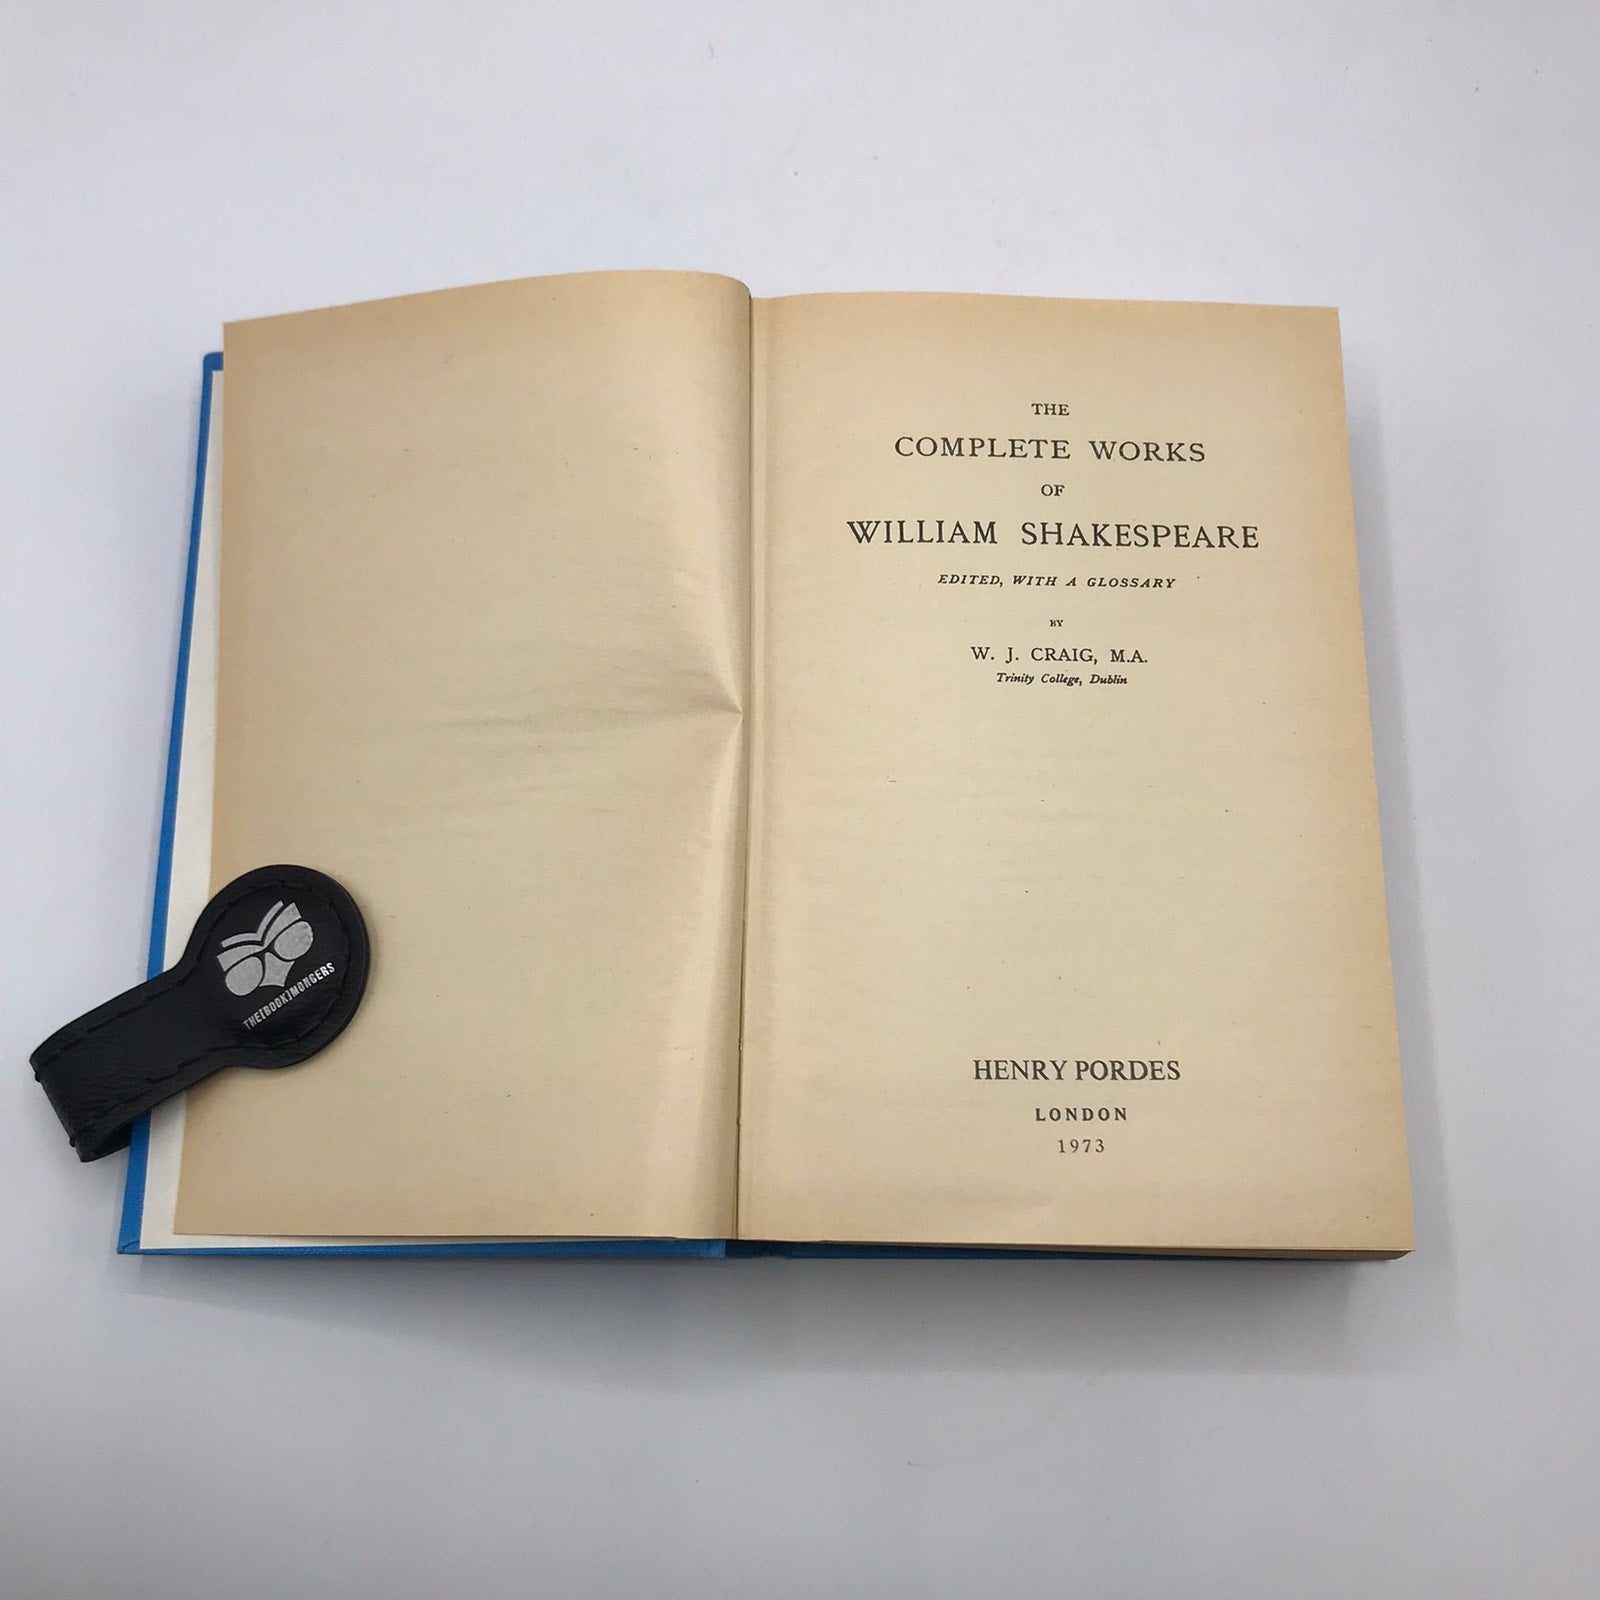 THE
COMPLETE WORKS
OF
WILLIAM SHAKESPEARE
EDITED, WITH A GLOSSARY
BY
W. J. CRAIG, M.A.
Trinity College, Dublin
HENRY PORDES
LONDON
1973
THE[BOOK]MONGERS